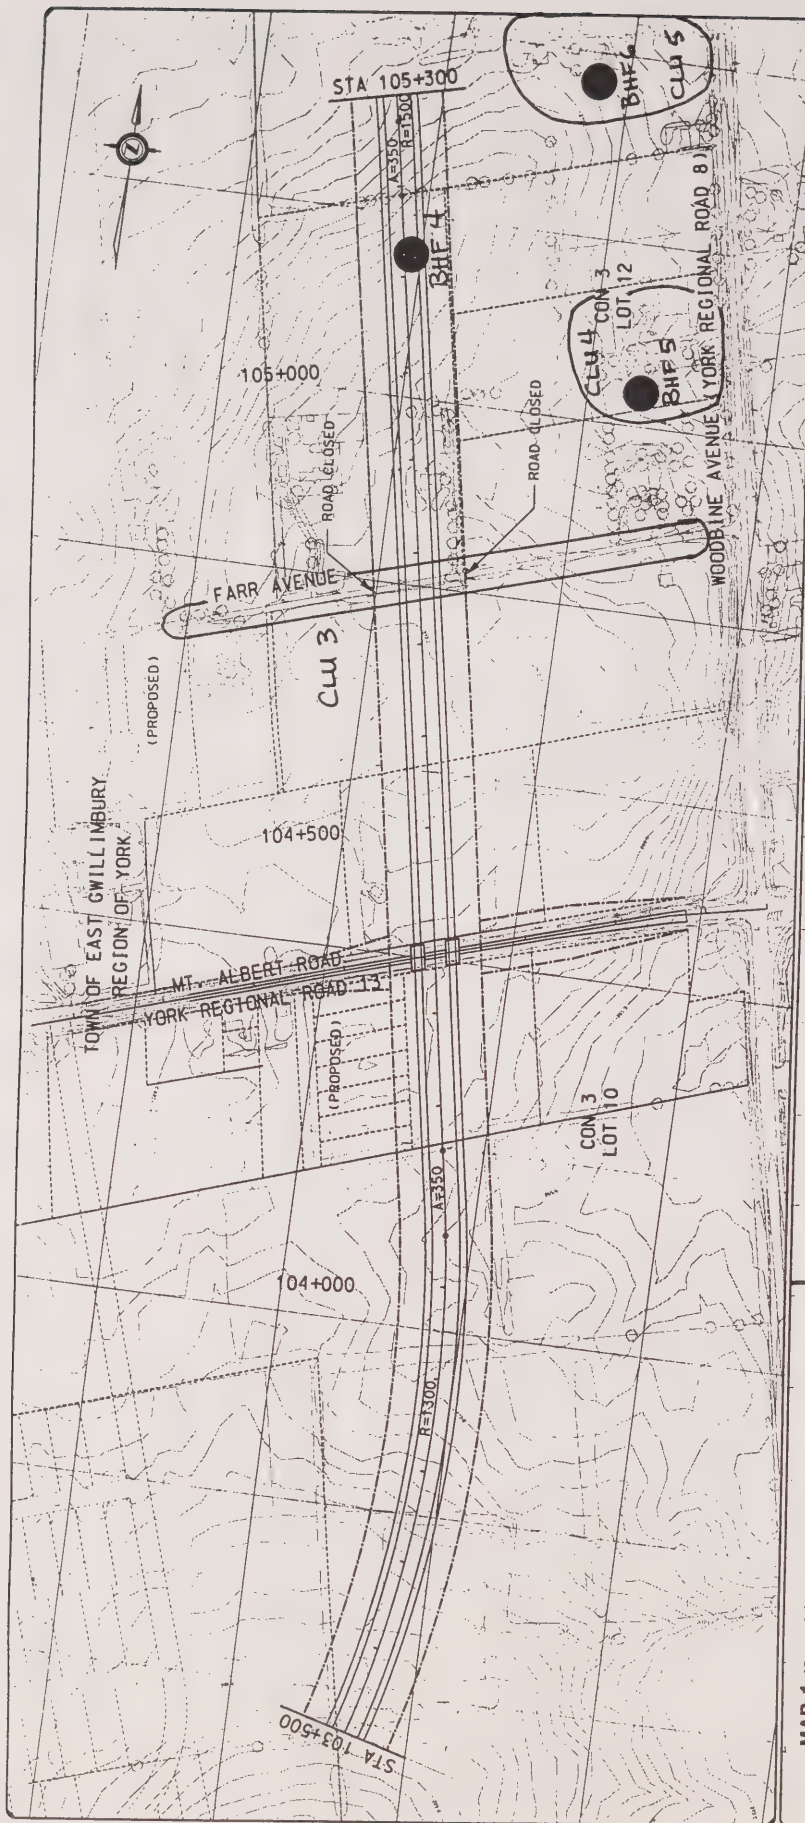 STA 105+300
A=350
R=1500
BHF 6
CLU 5
BHF 4
CON 3
LOT 12
CLU 4
BHF 5
WOODBINE AVENUE (YORK REGIONAL ROAD 8)
105+000
ROAD CLOSED
ROAD CLOSED
FARR AVENUE
CLU 3
(PROPOSED)
TOWN OF EAST GWILLIMBURY
REGION OF YORK
104+500
MT. ALBERT ROAD
YORK REGIONAL ROAD 13
(PROPOSED)
CON 3
LOT 10
A=350
104+000
R=1300
STA 103+500